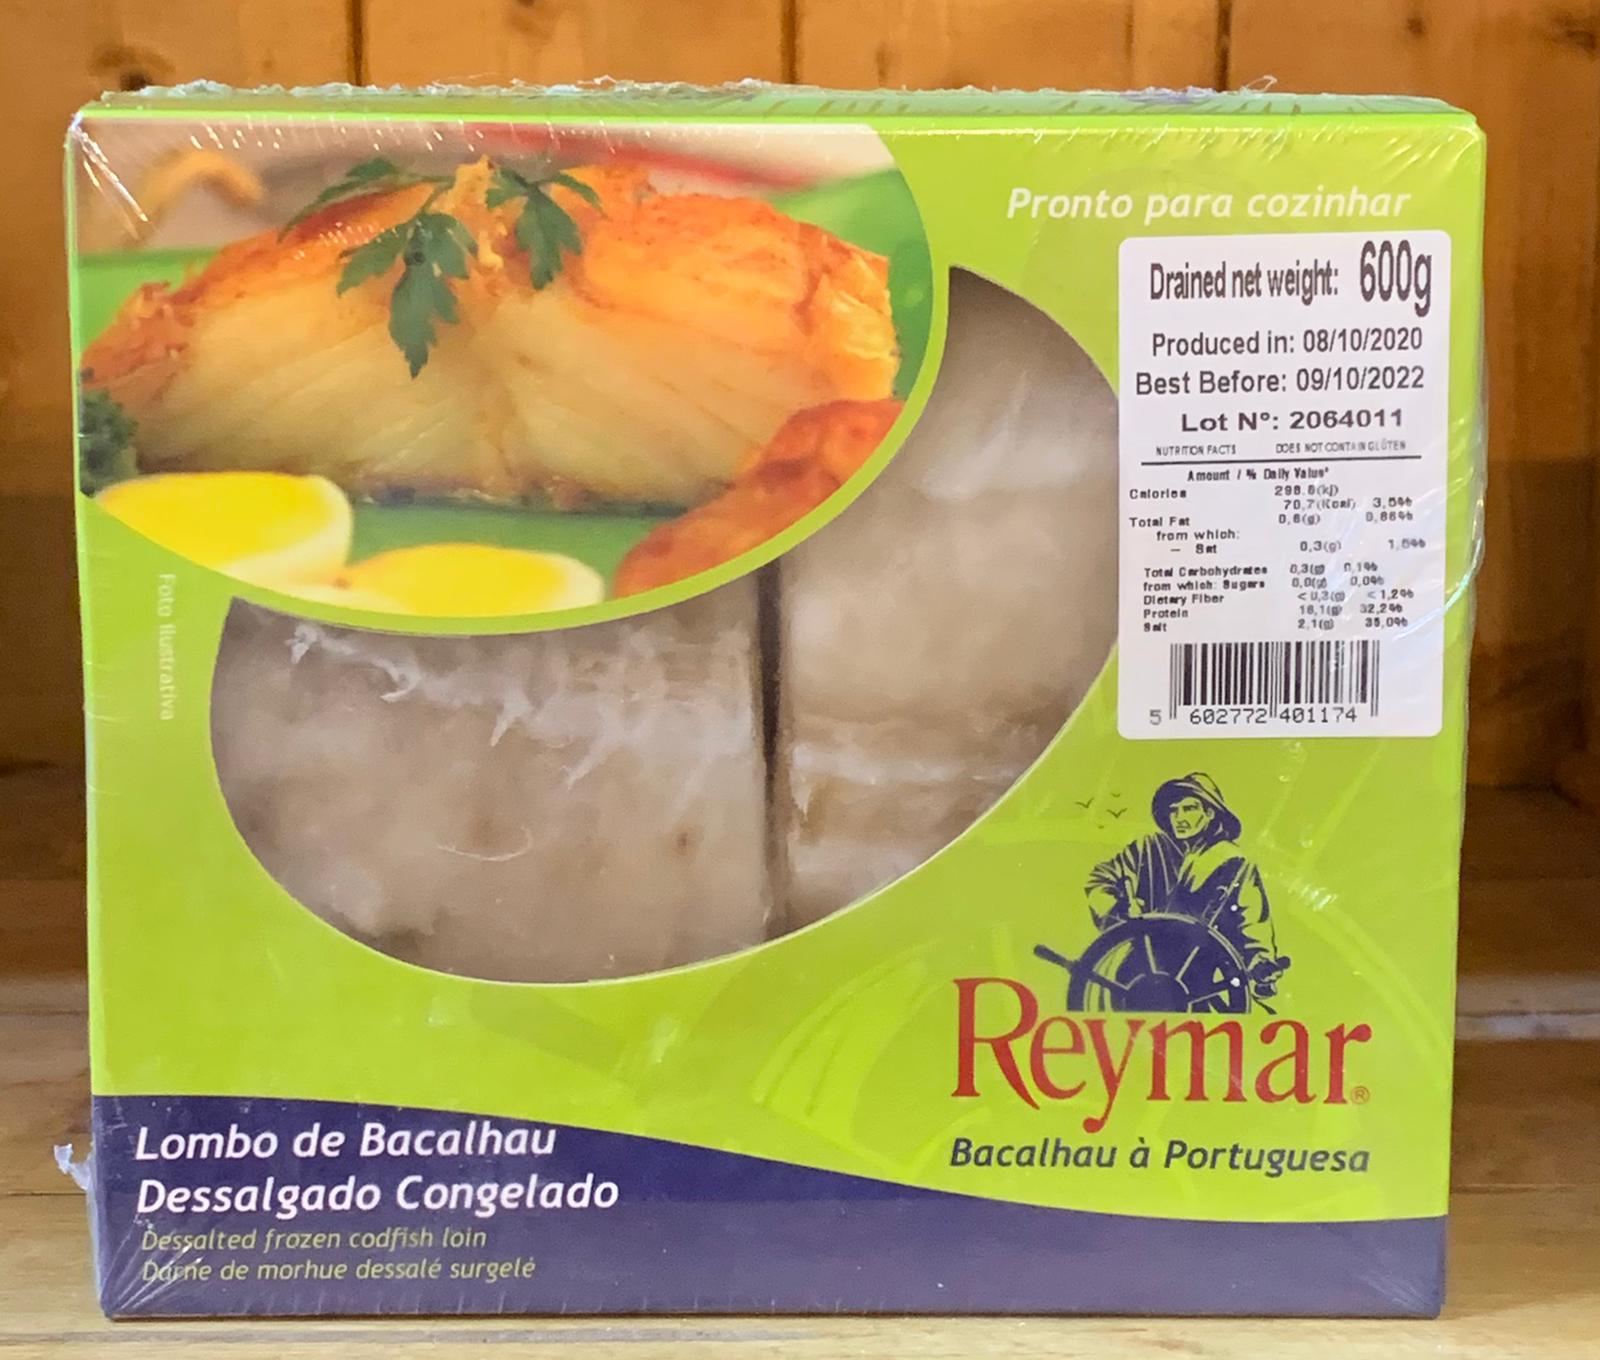 Pronto para cozinhar
Drained net weight: 600g
Produced in: 08/10/2020
Best Before: 09/10/2022
Lot Nº: 2064011
NUTRITION FACTS DOES NOT CONTAIN GLÚTEN
Amount / % Daily Value*
Calories 298.6(kj)
70,7(Kcal) 3,5%
Total Fat 0,6(g) 0,86%
from which:
– Sat 0,3(g) 1,5%
Total Carbohydrates 0,3(g) 0,1%
from which: Sugars 0,0(g) 0,0%
Dietary Fiber <0,3(g) <1,2%
Protein 16,1(g) 32,2%
Salt 2,1(g) 35,0%
5 602772 401174
Foto ilustrativa
Reymar®
Bacalhau à Portuguesa
Lombo de Bacalhau
Dessalgado Congelado
Dessalted frozen codfish loin
Darne de morhue dessalé surgelé